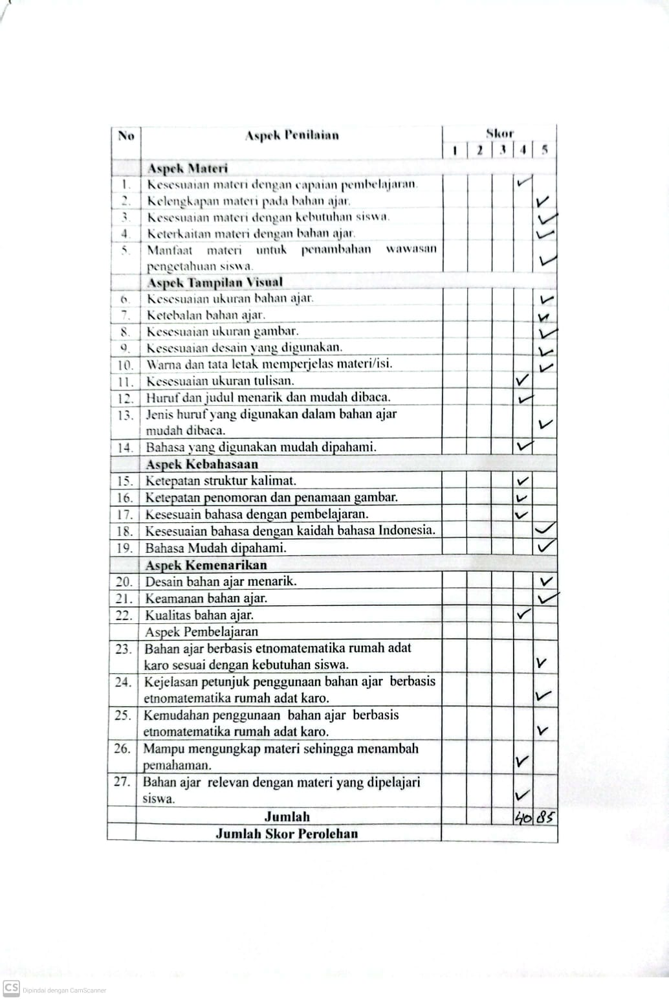 No Aspek Penilaian Skor
1 2 3 4 5
Aspek Materi
1. Kesesuaian materi dengan capaian pembelajaran. ✓
2. Kelengkapan materi pada bahan ajar. ✓
3. Kesesuaian materi dengan kebutuhan siswa. ✓
4. Keterkaitan materi dengan bahan ajar. ✓
5. Manfaat materi untuk penambahan wawasan
pengetahuan siswa. ✓
Aspek Tampilan Visual
6. Kesesuaian ukuran bahan ajar. ✓
7. Ketebalan bahan ajar. ✓
8. Kesesuaian ukuran gambar. ✓
9. Kesesuaian desain yang digunakan. ✓
10. Warna dan tata letak memperjelas materi/isi. ✓
11. Kesesuaian ukuran tulisan. ✓
12. Huruf dan judul menarik dan mudah dibaca. ✓
13. Jenis huruf yang digunakan dalam bahan ajar
mudah dibaca. ✓
14. Bahasa yang digunakan mudah dipahami. ✓
Aspek Kebahasaan
15. Ketepatan struktur kalimat. ✓
16. Ketepatan penomoran dan penamaan gambar. ✓
17. Kesesuain bahasa dengan pembelajaran. ✓
18. Kesesuaian bahasa dengan kaidah bahasa Indonesia. ✓
19. Bahasa Mudah dipahami. ✓
Aspek Kemenarikan
20. Desain bahan ajar menarik. ✓
21. Keamanan bahan ajar. ✓
22. Kualitas bahan ajar. ✓
Aspek Pembelajaran
23. Bahan ajar berbasis etnomatematika rumah adat
karo sesuai dengan kebutuhan siswa. ✓
24. Kejelasan petunjuk penggunaan bahan ajar berbasis
etnomatematika rumah adat karo. ✓
25. Kemudahan penggunaan bahan ajar berbasis
etnomatematika rumah adat karo. ✓
26. Mampu mengungkap materi sehingga menambah
pemahaman. ✓
27. Bahan ajar relevan dengan materi yang dipelajari
siswa. ✓
Jumlah 40 85
Jumlah Skor Perolehan
CS Dipindai dengan CamScanner